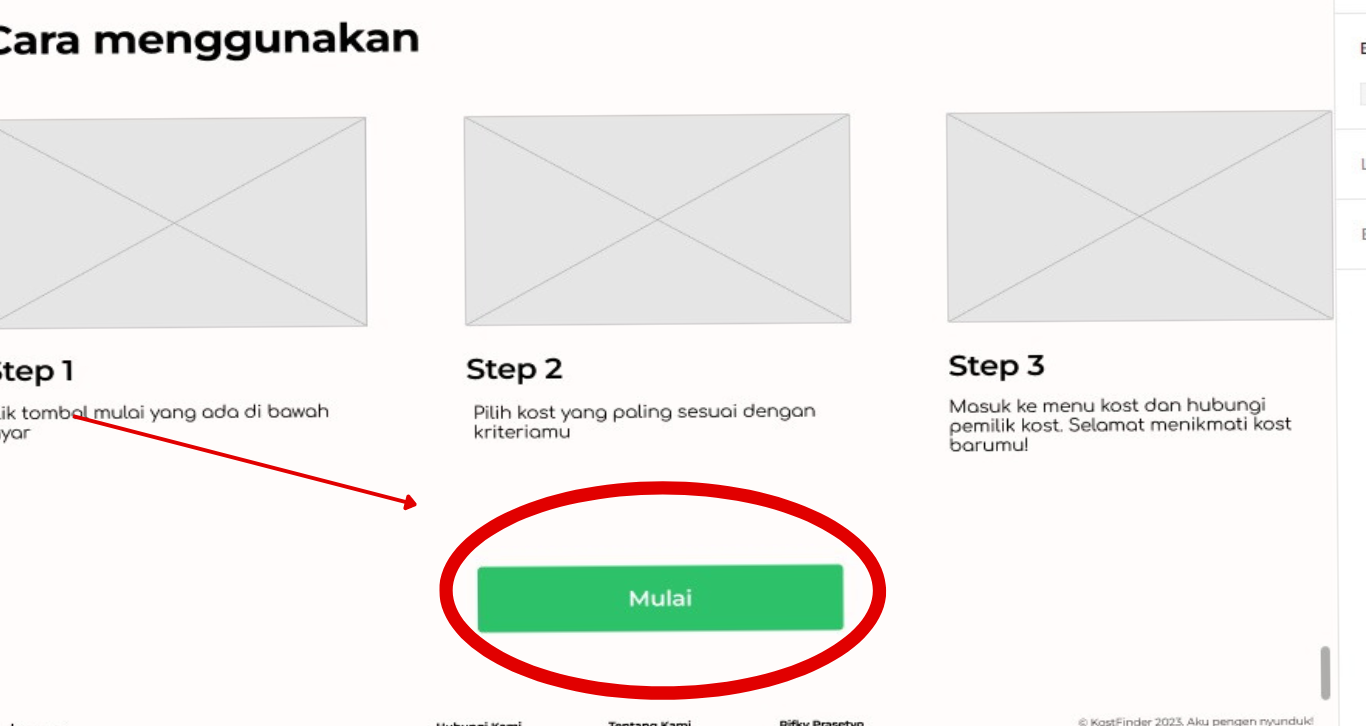 Cara menggunakan
Step 1
Step 2
Step 3
ik tombol mulai yang ada di bawah
yar
Pilih kost yang paling sesuai dengan
kriteriamu
Masuk ke menu kost dan hubungi
pemilik kost. Selamat menikmati kost
barumu!
Mulai
Hubungi Kami
Tentang Kami
Rifky Prasetyo
© KostFinder 2023. Aku pengen nyunduk!